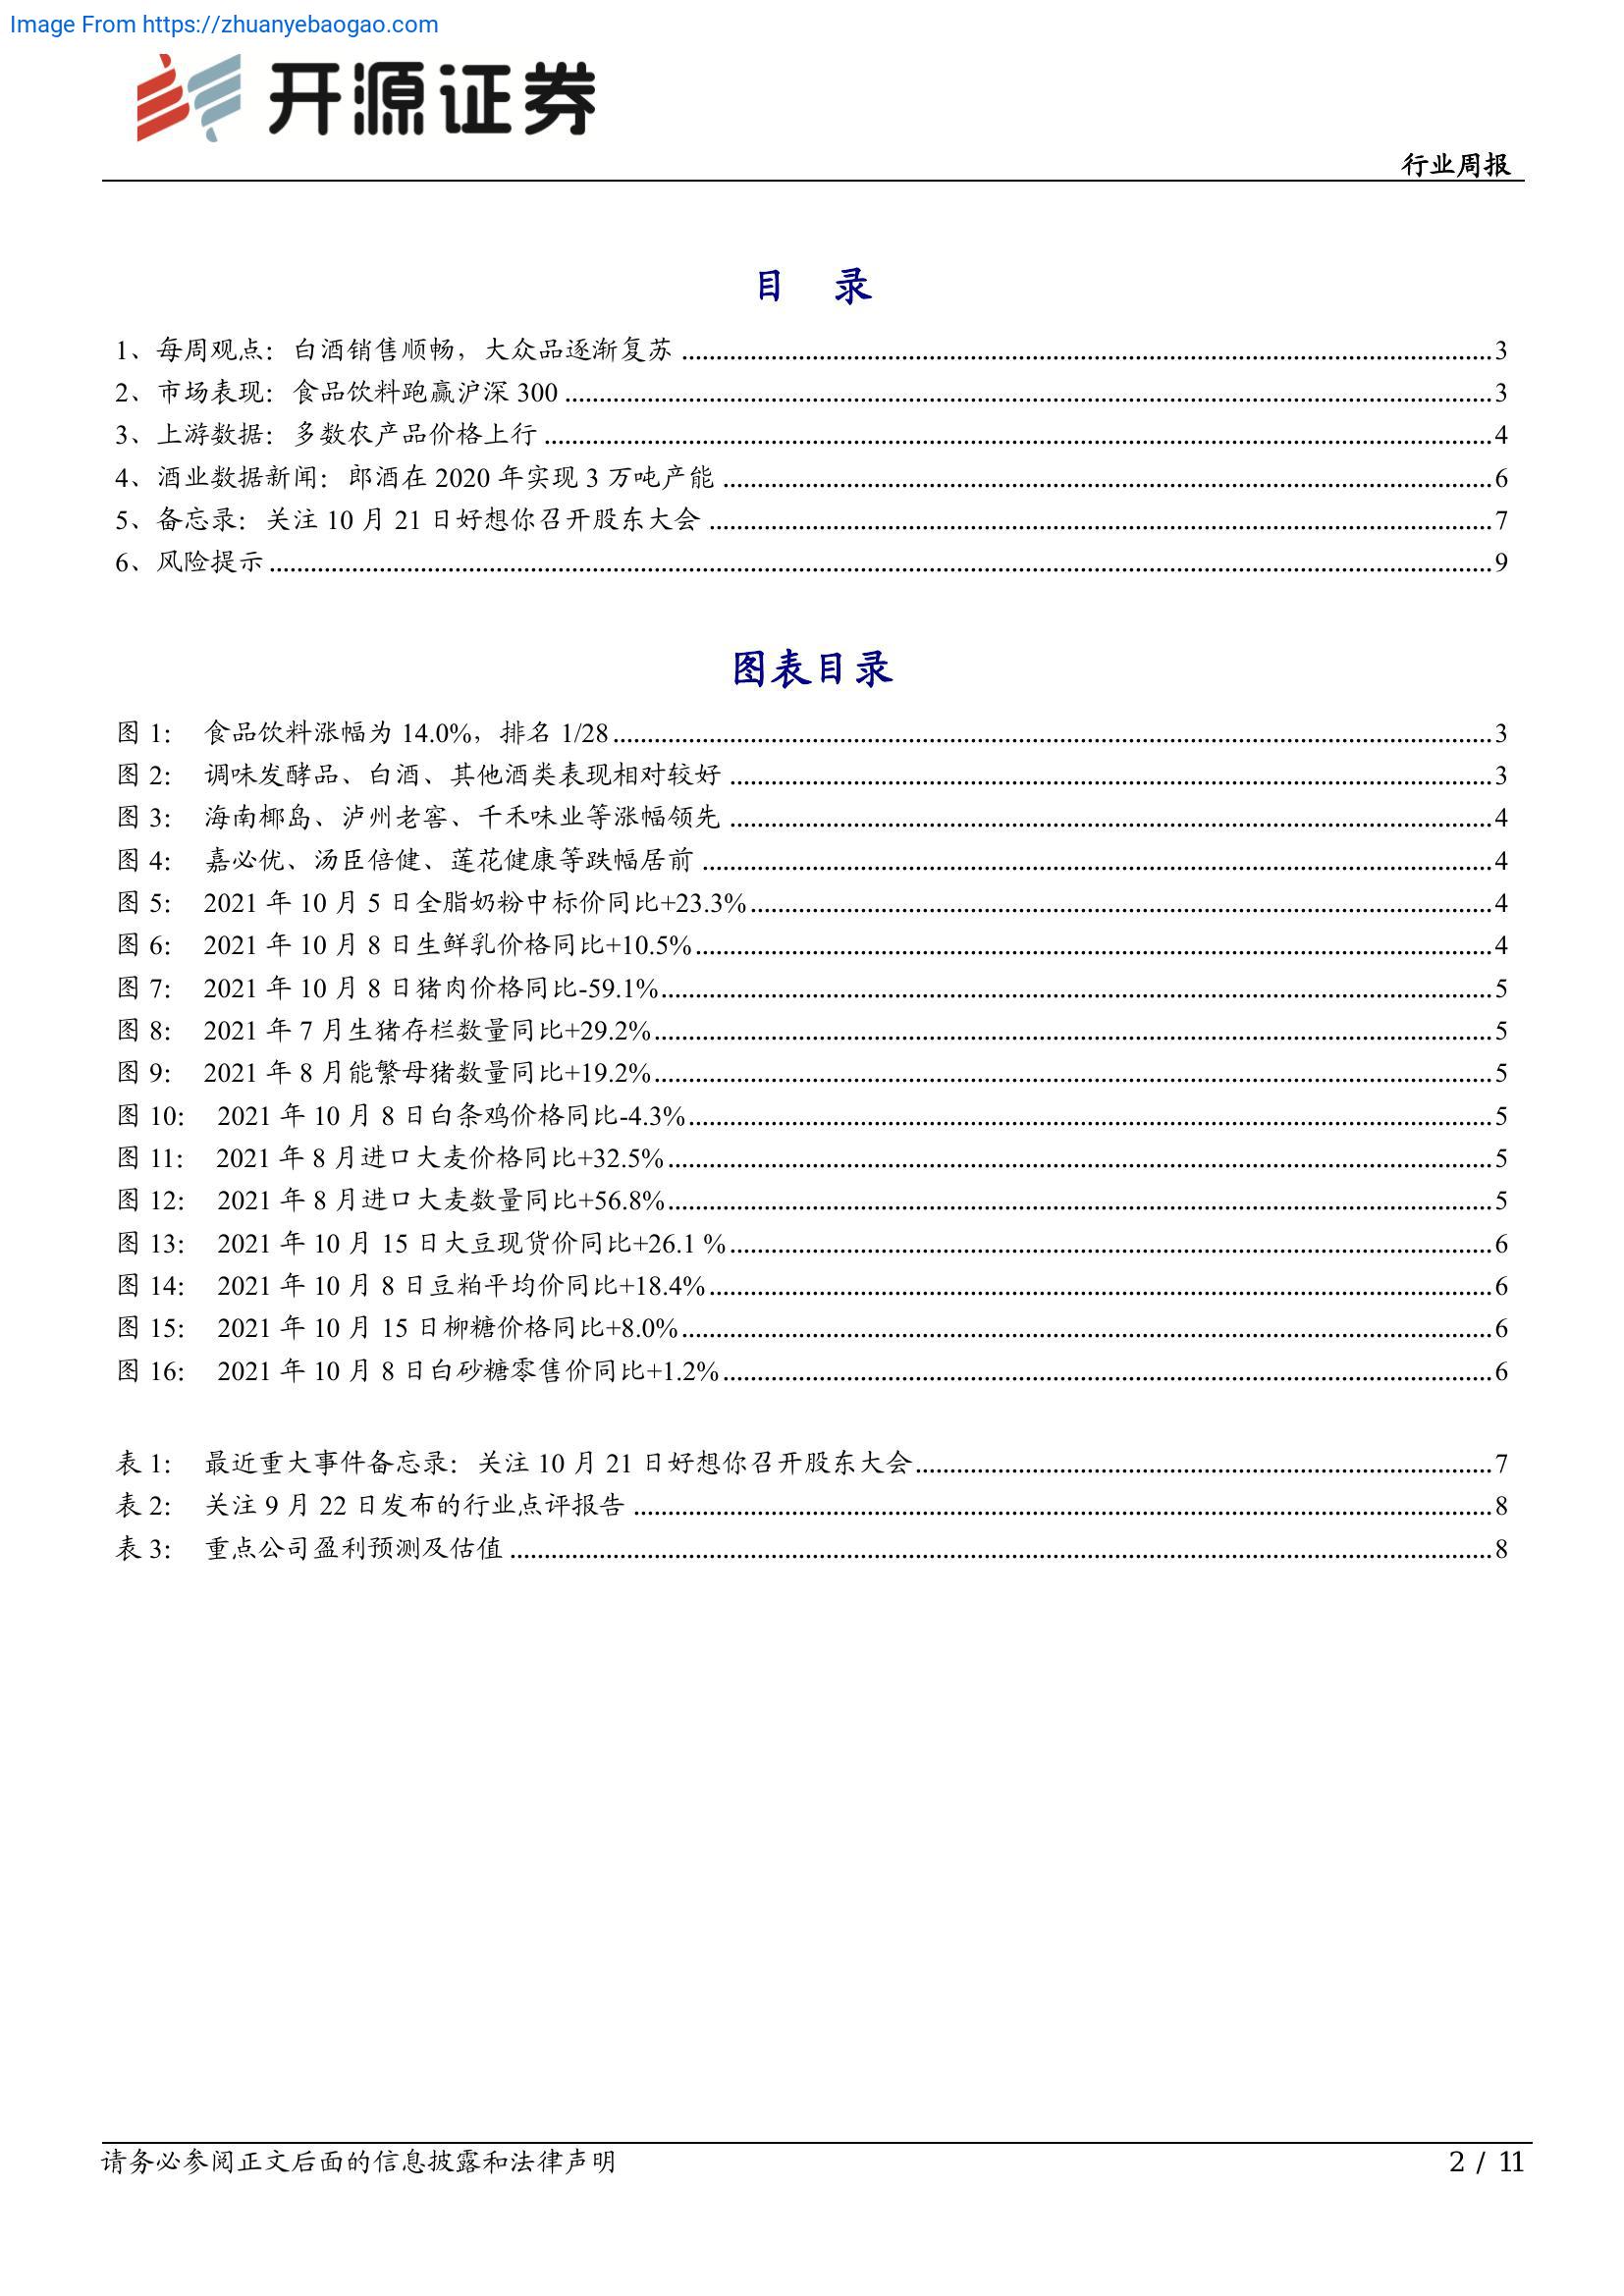 Image From https://zhuanyebaogao.com
开源证券
行业周报
目 录
1、每周观点：白酒销售顺畅，大众品逐渐复苏 3
2、市场表现：食品饮料跑赢沪深 300 3
3、上游数据：多数农产品价格上行 4
4、酒业数据新闻：郎酒在 2020 年实现 3 万吨产能 6
5、备忘录：关注 10 月 21 日好想你召开股东大会 7
6、风险提示 9
图表目录
图 1： 食品饮料涨幅为 14.0%，排名 1/28 3
图 2： 调味发酵品、白酒、其他酒类表现相对较好 3
图 3： 海南椰岛、泸州老窖、千禾味业等涨幅领先 4
图 4： 嘉必优、汤臣倍健、莲花健康等跌幅居前 4
图 5： 2021 年 10 月 5 日全脂奶粉中标价同比+23.3% 4
图 6： 2021 年 10 月 8 日生鲜乳价格同比+10.5% 4
图 7： 2021 年 10 月 8 日猪肉价格同比-59.1% 5
图 8： 2021 年 7 月生猪存栏数量同比+29.2% 5
图 9： 2021 年 8 月能繁母猪数量同比+19.2% 5
图 10： 2021 年 10 月 8 日白条鸡价格同比-4.3% 5
图 11： 2021 年 8 月进口大麦价格同比+32.5% 5
图 12： 2021 年 8 月进口大麦数量同比+56.8% 5
图 13： 2021 年 10 月 15 日大豆现货价同比+26.1 % 6
图 14： 2021 年 10 月 8 日豆粕平均价同比+18.4% 6
图 15： 2021 年 10 月 15 日柳糖价格同比+8.0% 6
图 16： 2021 年 10 月 8 日白砂糖零售价同比+1.2% 6
表 1： 最近重大事件备忘录：关注 10 月 21 日好想你召开股东大会 7
表 2： 关注 9 月 22 日发布的行业点评报告 8
表 3： 重点公司盈利预测及估值 8
请务必参阅正文后面的信息披露和法律声明
2 / 11